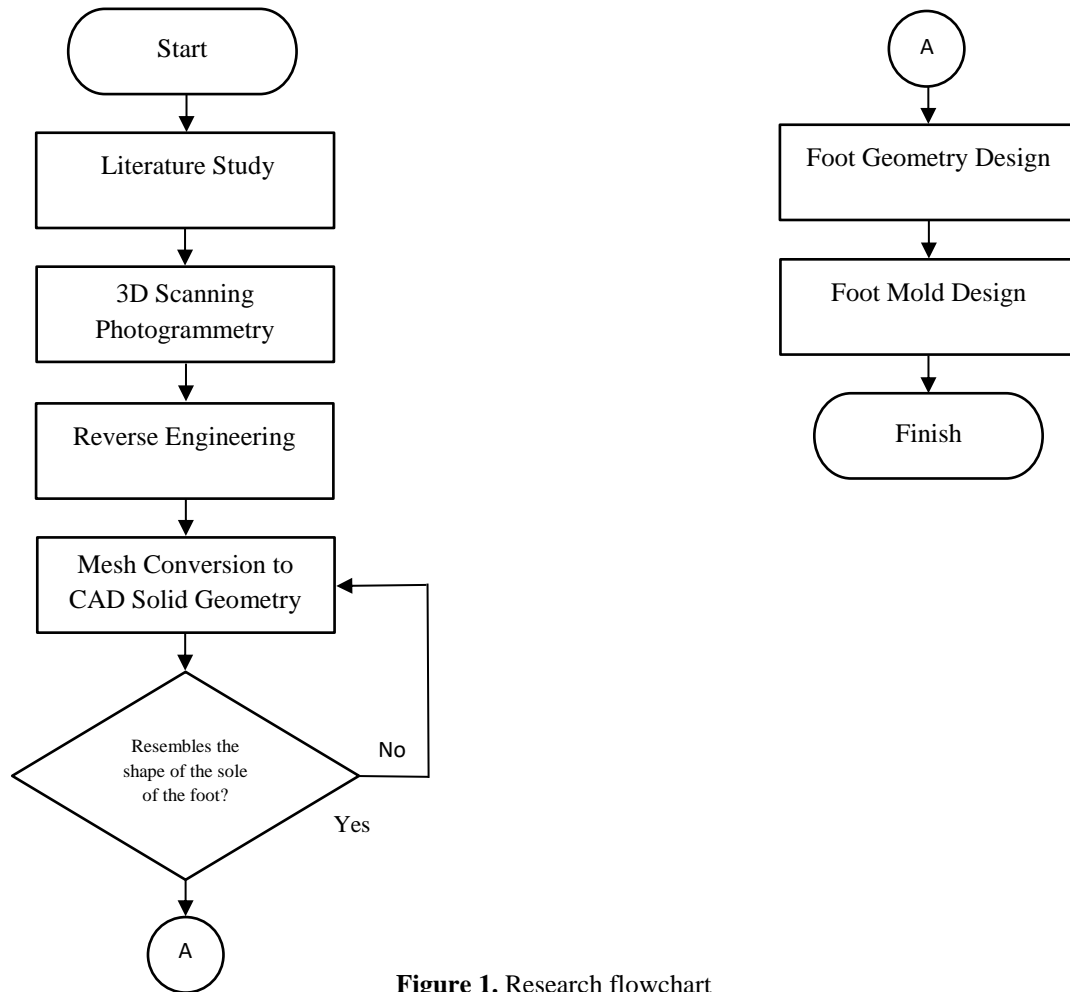 Start
Literature Study
3D Scanning
Photogrammetry
Reverse Engineering
Mesh Conversion to
CAD Solid Geometry
Resembles the
shape of the sole
of the foot?
No
Yes
A
A
Foot Geometry Design
Foot Mold Design
Finish
Figure 1. Research flowchart